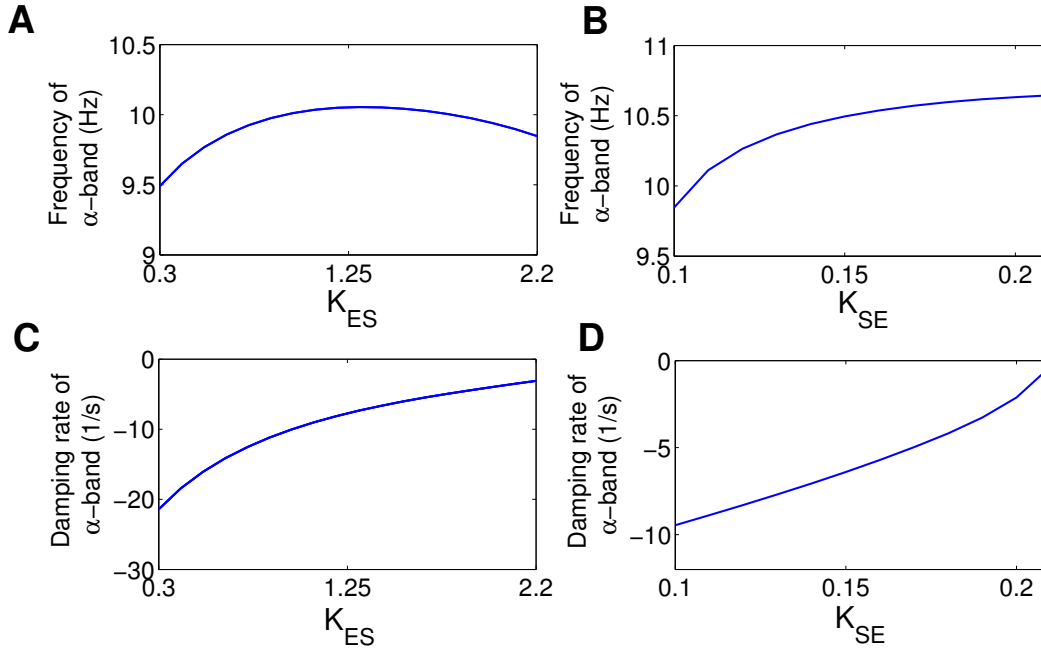 A
Frequency of
α−band (Hz)
10.5
10
9.5
9
0.3
1.25
2.2
K_ES
B
Frequency of
α−band (Hz)
11
10.5
10
9.5
0.1
0.15
0.2
K_SE
C
Damping rate of
α−band (1/s)
0
−10
−20
−30
0.3
1.25
2.2
K_ES
D
Damping rate of
α−band (1/s)
0
−5
−10
0.1
0.15
0.2
K_SE